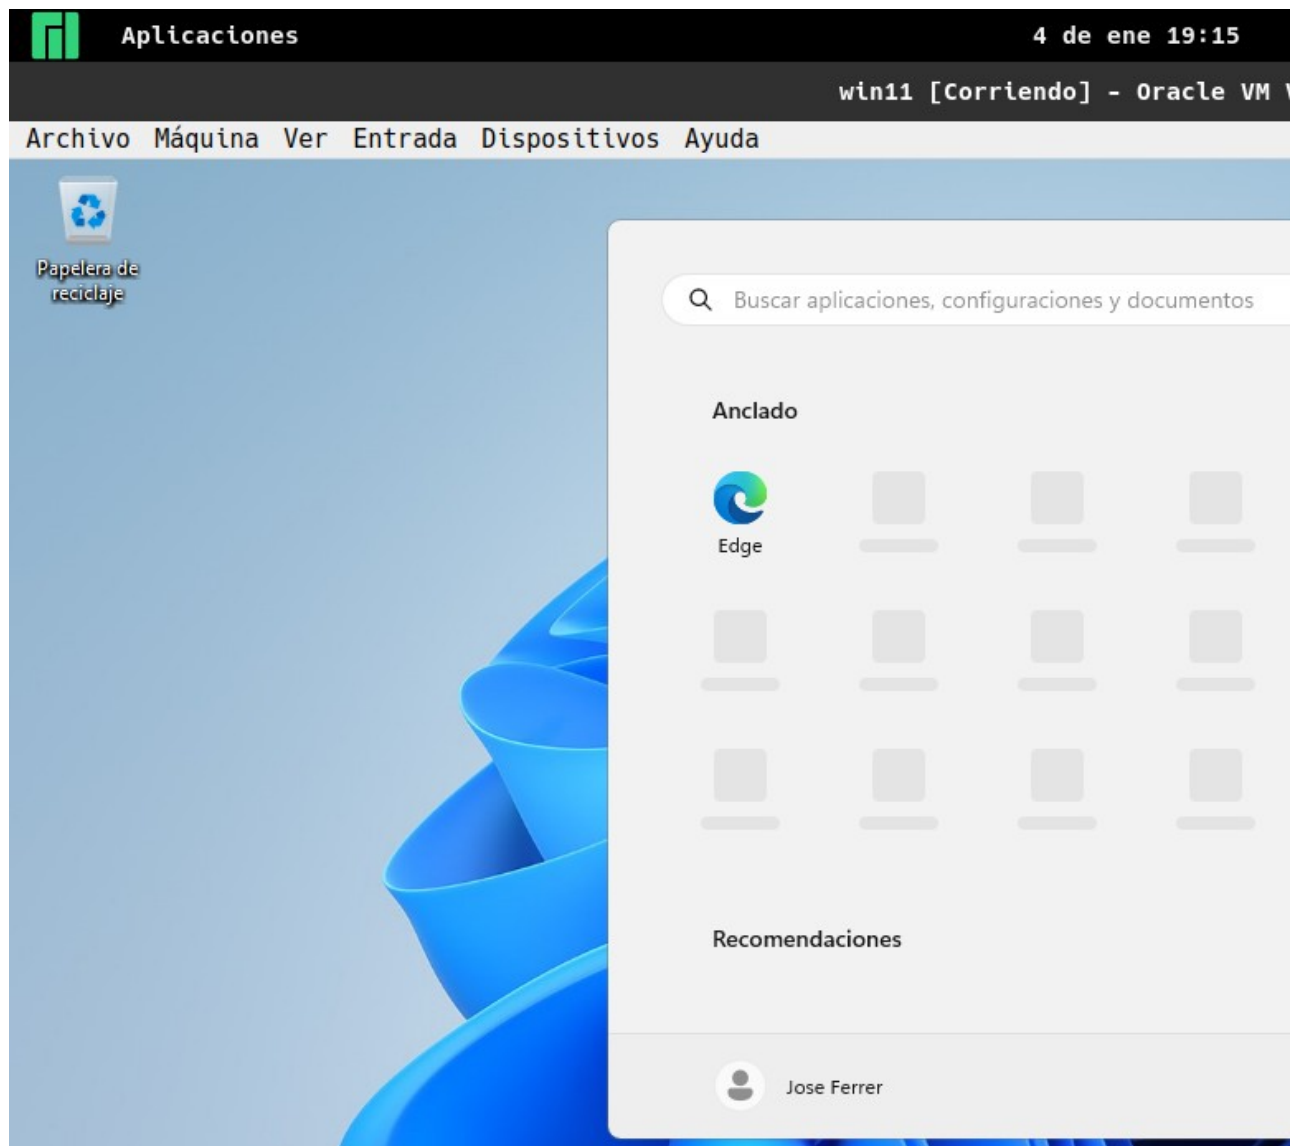 Aplicaciones
4 de ene 19:15
win11 [Corriendo] - Oracle VM
Archivo Máquina Ver Entrada Dispositivos Ayuda
Papelera de
reciclaje
Buscar aplicaciones, configuraciones y documentos
Anclado
Edge
Recomendaciones
Jose Ferrer